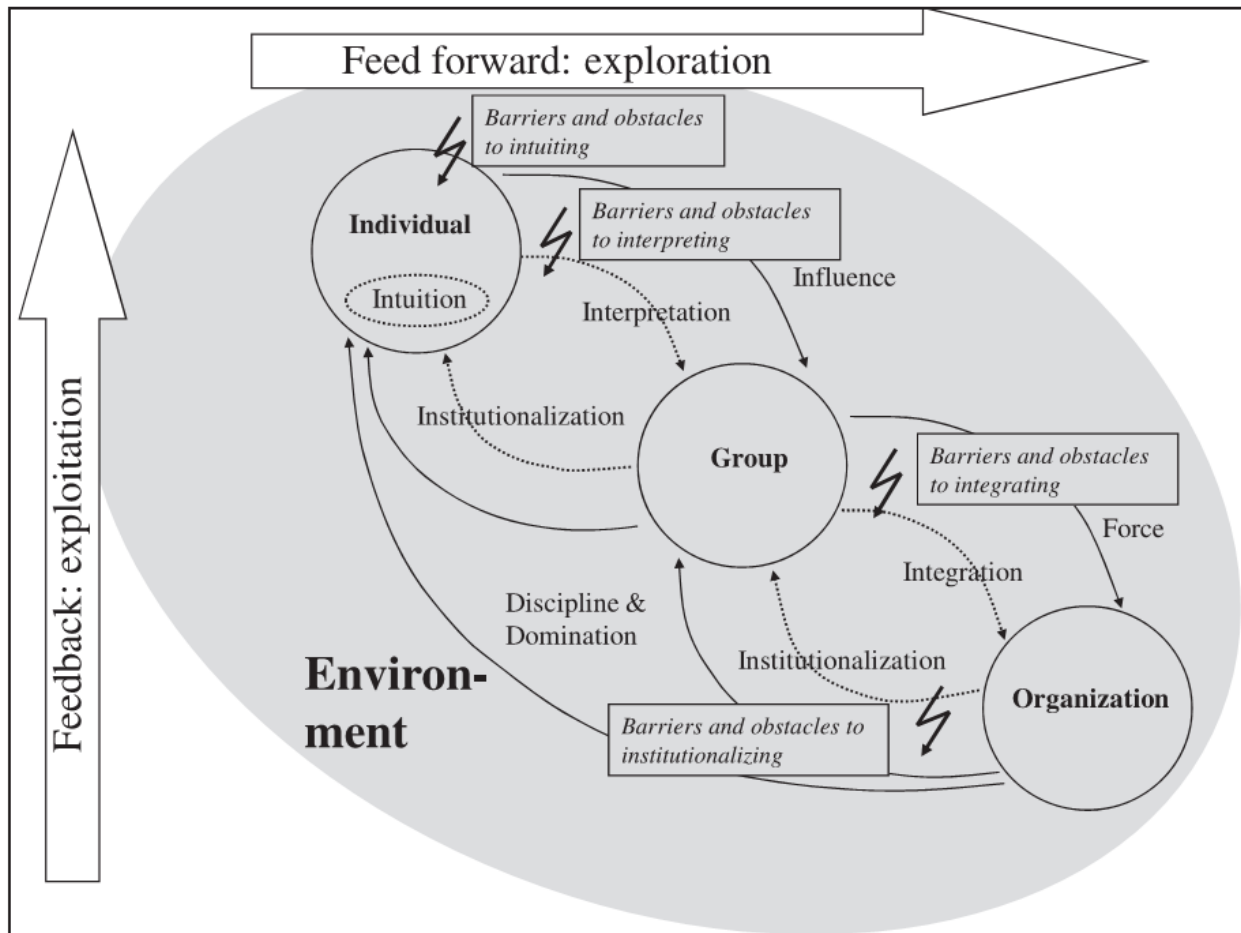 Feed forward: exploration
Barriers and obstacles
to intuiting
Barriers and obstacles
to interpreting
Individual
Influence
Intuition
Interpretation
Feedback: exploitation
Institutionalization
Group
Barriers and obstacles
to integrating
Force
Integration
Discipline &
Domination
Institutionalization
Environ-
ment
Organization
Barriers and obstacles to
institutionalizing